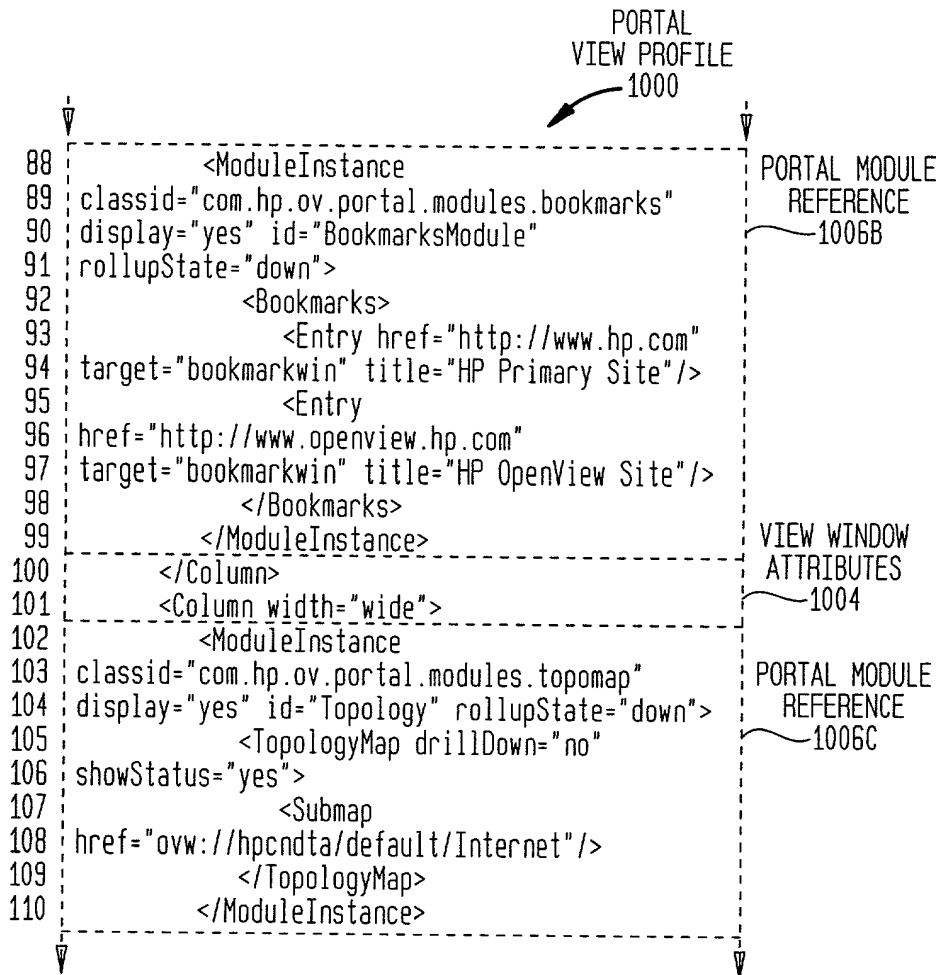 PORTAL
VIEW PROFILE
1000
88 <ModuleInstance
89 classid="com.hp.ov.portal.modules.bookmarks"
90 display="yes" id="BookmarksModule"
91 rollupState="down">
92 <Bookmarks>
93 <Entry href="http://www.hp.com"
94 target="bookmarkwin" title="HP Primary Site"/>
95 <Entry
96 href="http://www.openview.hp.com"
97 target="bookmarkwin" title="HP OpenView Site"/>
98 </Bookmarks>
99 </ModuleInstance>
PORTAL MODULE
REFERENCE
1006B
100 </Column>
101 <Column width="wide">
VIEW WINDOW
ATTRIBUTES
1004
102 <ModuleInstance
103 classid="com.hp.ov.portal.modules.topomap"
104 display="yes" id="Topology" rollupState="down">
105 <TopologyMap drillDown="no"
106 showStatus="yes">
107 <Submap
108 href="ovw://hpcndta/default/Internet"/>
109 </TopologyMap>
110 </ModuleInstance>
PORTAL MODULE
REFERENCE
1006C